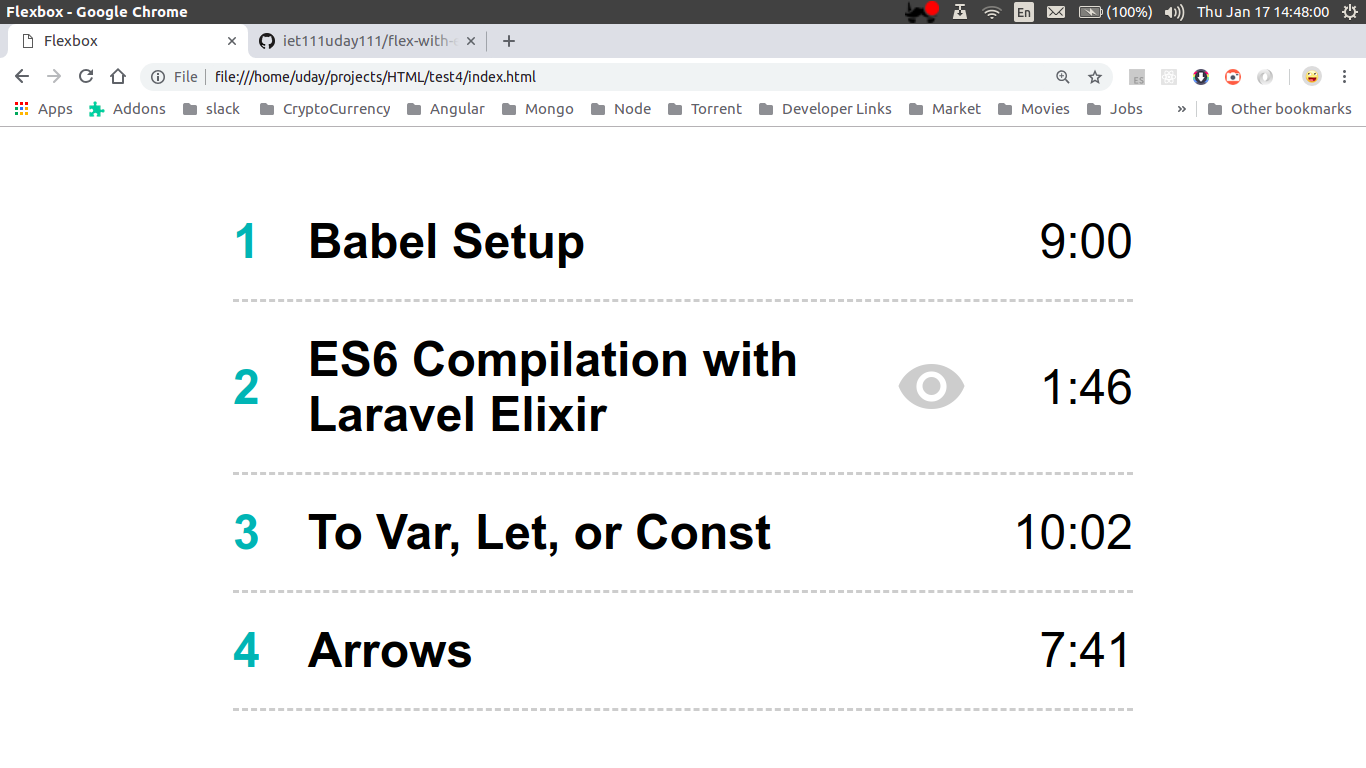 Flexbox - Google Chrome
En
(100%)
Thu Jan 17 14:48:00
Flexbox
iet111uday111/flex-with-
File
file:///home/uday/projects/HTML/test4/index.html
ES
Apps
Addons
slack
CryptoCurrency
Angular
Mongo
Node
Torrent
Developer Links
Market
Movies
Jobs
»
Other bookmarks
1 Babel Setup 9:00
2 ES6 Compilation with
Laravel Elixir 1:46
3 To Var, Let, or Const 10:02
4 Arrows 7:41